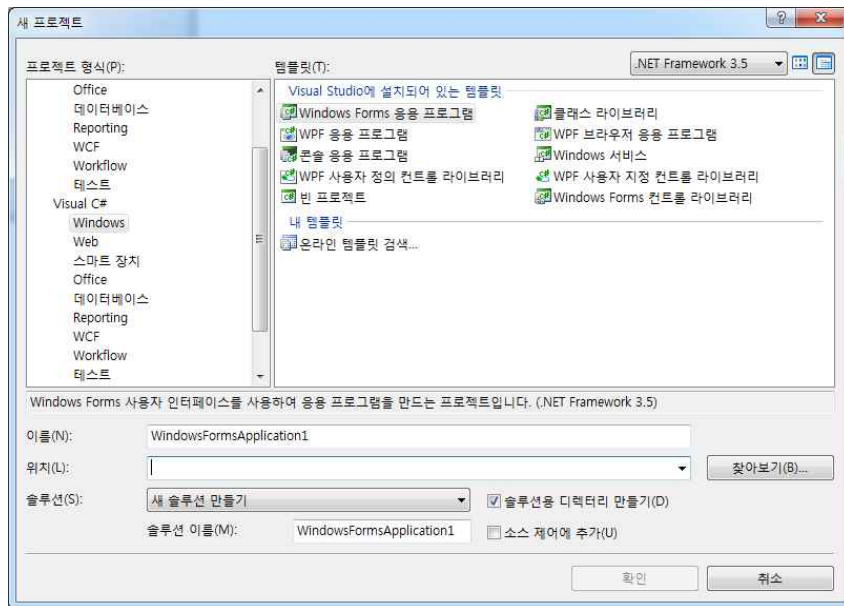 새 프로젝트
프로젝트 형식(P):
템플릿(T):
.NET Framework 3.5
Office
데이터베이스
Reporting
WCF
Workflow
테스트
Visual C#
Windows
Web
스마트 장치
Office
데이터베이스
Reporting
WCF
Workflow
테스트
Visual Studio에 설치되어 있는 템플릿
Windows Forms 응용 프로그램
클래스 라이브러리
WPF 응용 프로그램
WPF 브라우저 응용 프로그램
콘솔 응용 프로그램
Windows 서비스
WPF 사용자 정의 컨트롤 라이브러리
WPF 사용자 지정 컨트롤 라이브러리
빈 프로젝트
Windows Forms 컨트롤 라이브러리
내 템플릿
온라인 템플릿 검색...
Windows Forms 사용자 인터페이스를 사용하여 응용 프로그램을 만드는 프로젝트입니다. (.NET Framework 3.5)
이름(N):
WindowsFormsApplication1
위치(L):
찾아보기(B)...
솔루션(S):
새 솔루션 만들기
솔루션용 디렉터리 만들기(D)
솔루션 이름(M):
WindowsFormsApplication1
소스 제어에 추가(U)
확인
취소